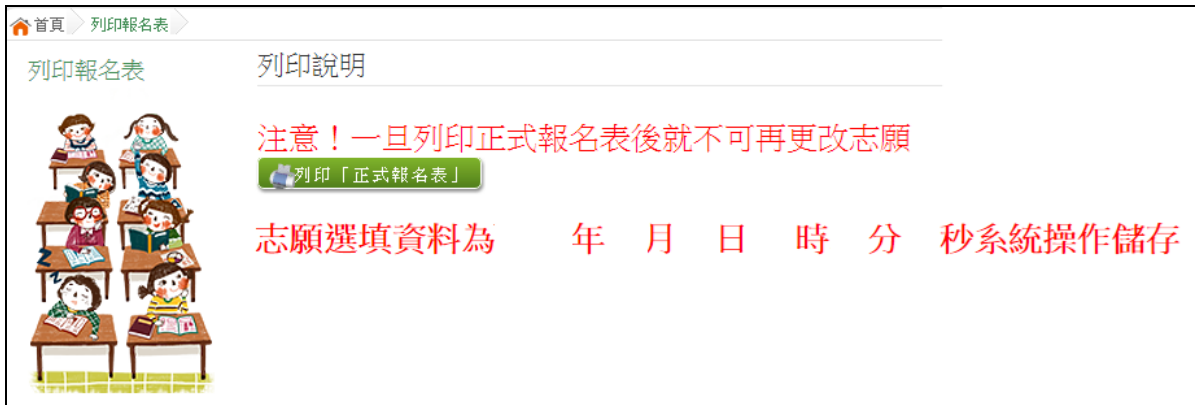 首頁 列印報名表
列印報名表
列印說明
注意！一旦列印正式報名表後就不可再更改志願
列印「正式報名表」
志願選填資料為 年 月 日 時 分 秒系統操作儲存